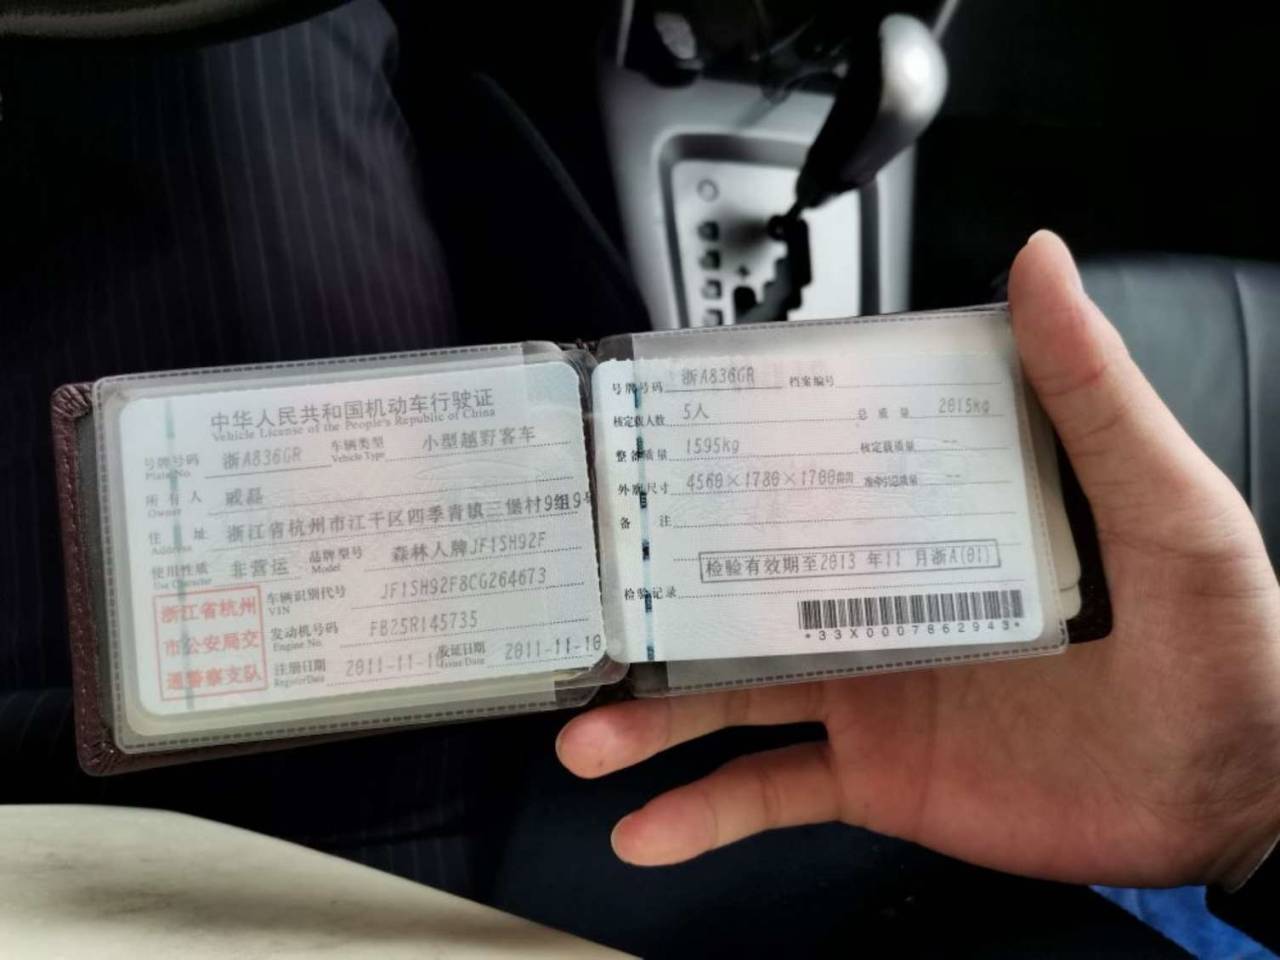 中华人民共和国机动车行驶证
Vehicle License of the People's Republic of China
号牌号码 浙A836GR 车辆类型 小型越野客车
Plate No. Vehicle Type
所有人 戚磊
Owner
住址 浙江省杭州市江干区四季青镇三堡村9组9号
Address
使用性质 非营运 品牌型号 森林人牌JF1SH92F
Use Character Model
车辆识别代号 JF1SH92F8CG264673
VIN
发动机号码 FB25R145735
Engine No.
注册日期 2011-11-10 发证日期 2011-11-10
Register Date Issue Date
浙江省杭州
市公安局交
通警察支队
号牌号码 浙A836GR 档案编号
核定载人数 5人 总质量 2015kg
整备质量 1595kg 核定载质量 --
外廓尺寸 4560×1780×1700mm 准牵引总质量 --
备注
检验有效期至2013 年11 月浙A(01)
检验记录
*33X0007862943*